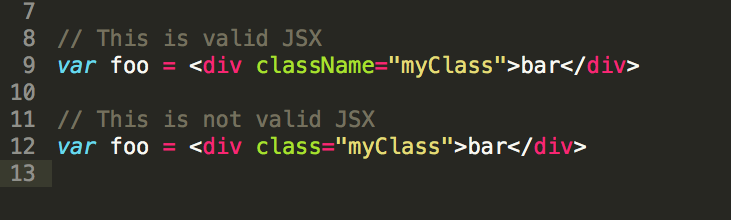 7
8 // This is valid JSX
9 var foo = <div className="myClass">bar</div>
10
11 // This is not valid JSX
12 var foo = <div class="myClass">bar</div>
13